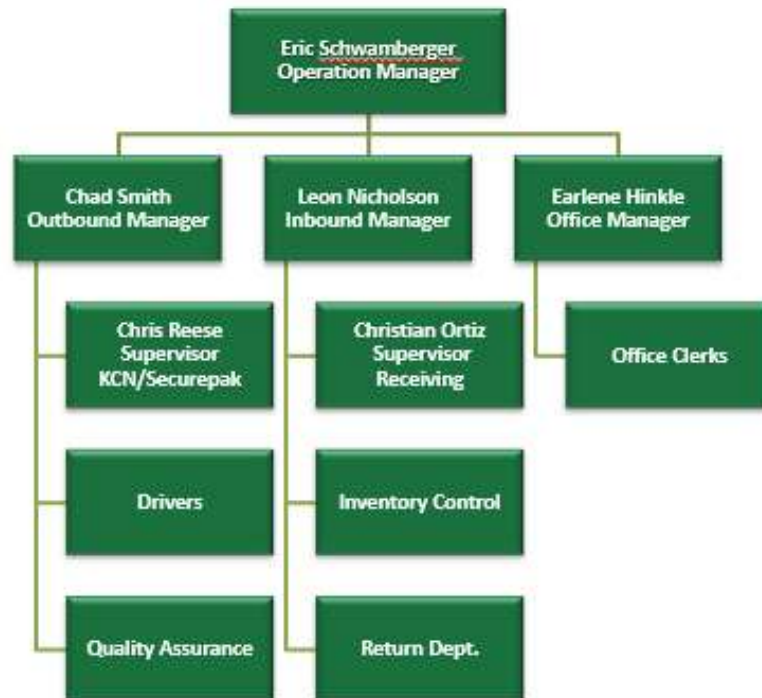 Eric Schwamberger
Operation Manager
Chad Smith
Outbound Manager
Leon Nicholson
Inbound Manager
Earlene Hinkle
Office Manager
Chris Reese
Supervisor
KCN/Securepak
Christian Ortiz
Supervisor
Receiving
Office Clerks
Drivers
Inventory Control
Quality Assurance
Return Dept.